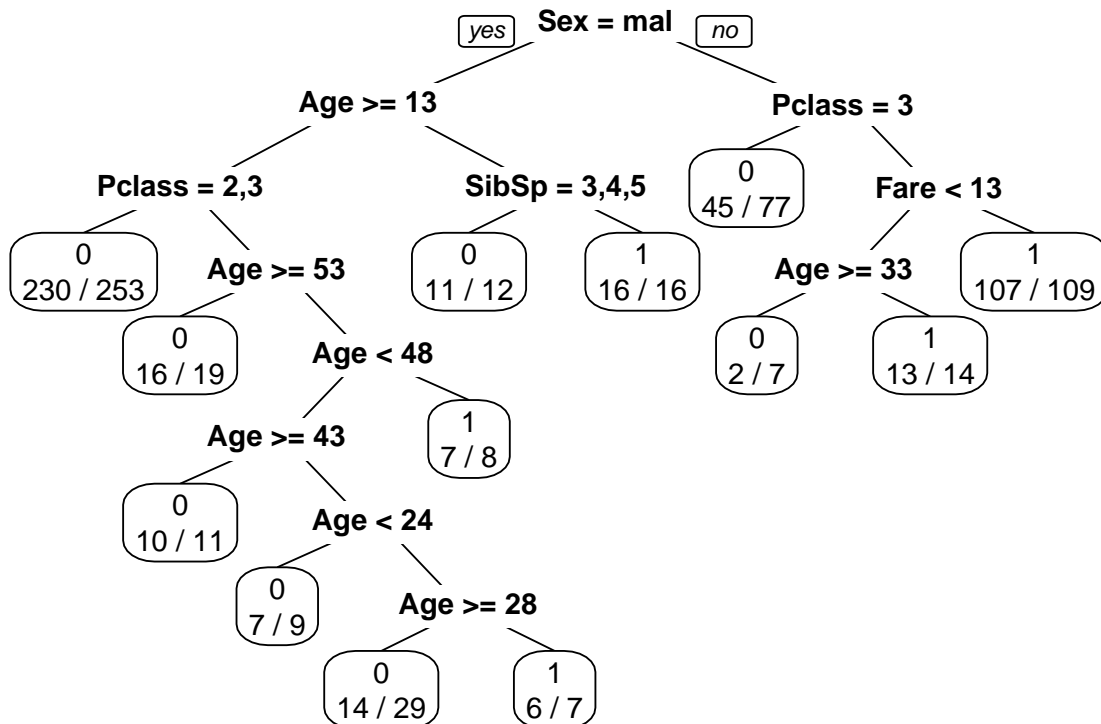 yes Sex = mal no
Age >= 13 Pclass = 3
Pclass = 2,3 SibSp = 3,4,5 0 Fare < 13
45 / 77
0 Age >= 53 0 1 Age >= 33 1
230 / 253 11 / 12 16 / 16 107 / 109
0 Age < 48 0 1
16 / 19 2 / 7 13 / 14
Age >= 43 1
7 / 8
0 Age < 24
10 / 11
0 Age >= 28
7 / 9
0 1
14 / 29 6 / 7